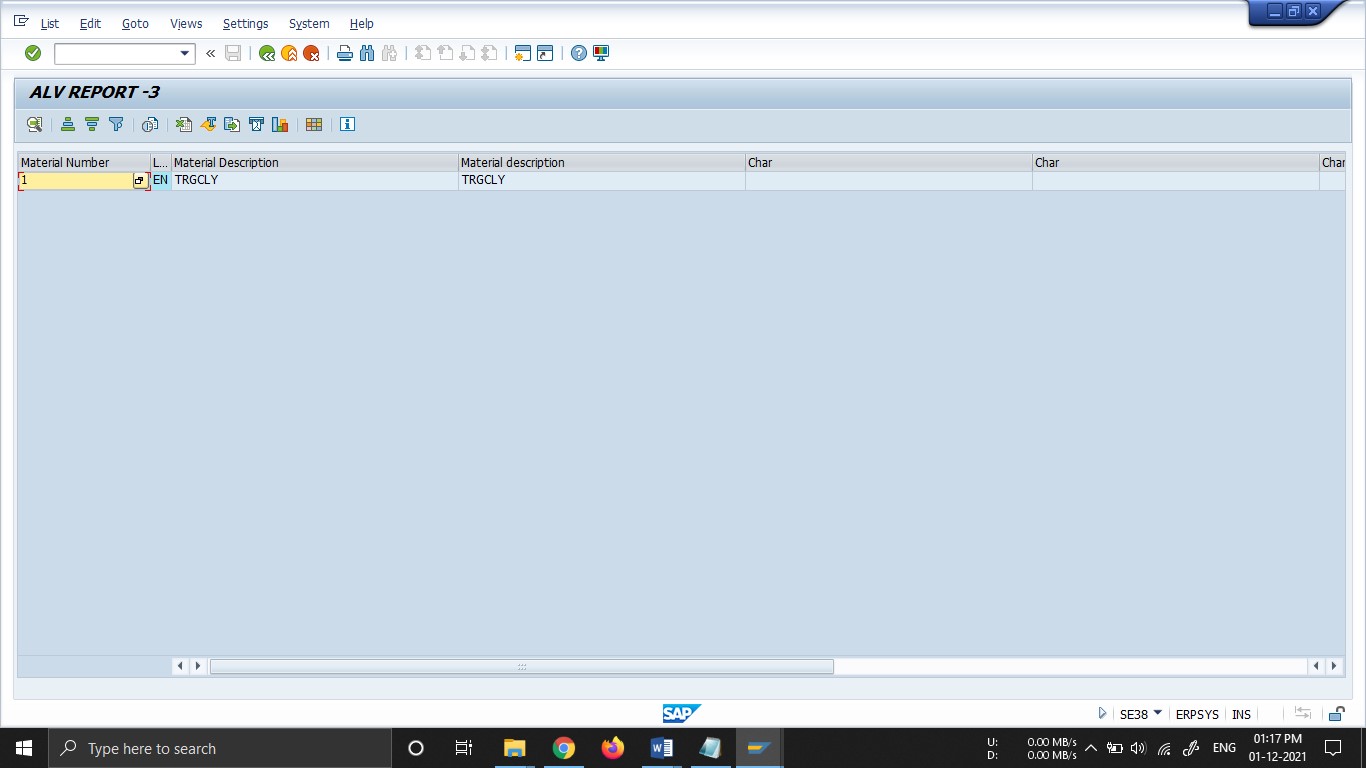 List Edit Goto Views Settings System Help
ALV REPORT -3
Material Number L... Material Description Material description Char Char Char
1 EN TRGCLY TRGCLY
SAP
SE38 ERPSYS INS
Type here to search
U: 0.00 MB/s
D: 0.00 MB/s
ENG
01:17 PM
01-12-2021